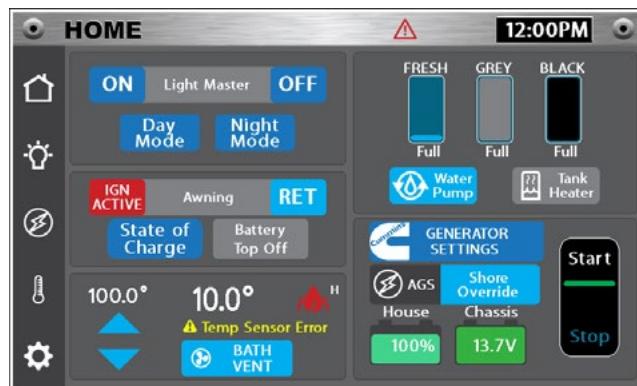 HOME
12:00PM
ON Light Master OFF
Day Mode
Night Mode
IGN ACTIVE
Awning
RET
State of Charge
Battery Top Off
100.0°
10.0°
H
Temp Sensor Error
BATH VENT
FRESH GREY BLACK
Full Full Full
Water Pump
Tank Heater
Cummins
GENERATOR SETTINGS
AGS
Shore Override
Start
Stop
House Chassis
100% 13.7V